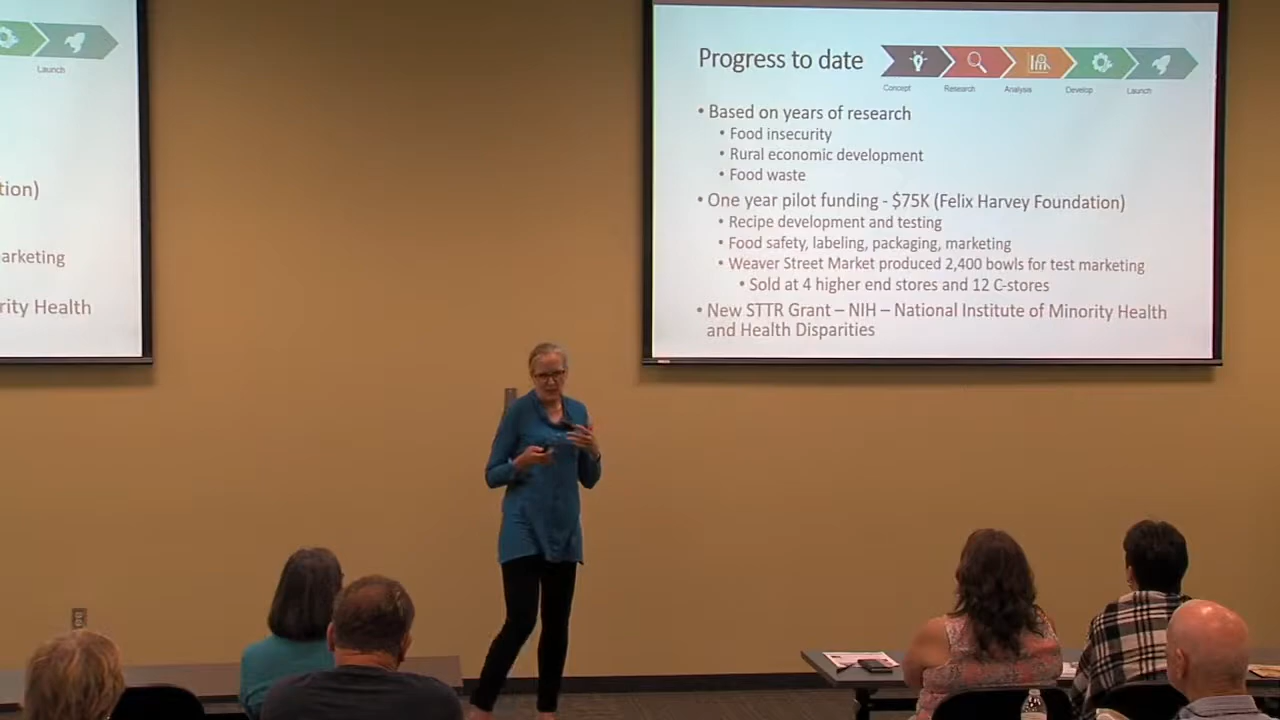 Launch
tion)
arketing
rity Health
Progress to date
Concept
Research
Analysis
Develop
Launch
• Based on years of research
• Food insecurity
• Rural economic development
• Food waste
• One year pilot funding - $75K (Felix Harvey Foundation)
• Recipe development and testing
• Food safety, labeling, packaging, marketing
• Weaver Street Market produced 2,400 bowls for test marketing
• Sold at 4 higher end stores and 12 C-stores
• New STTR Grant – NIH – National Institute of Minority Health
and Health Disparities